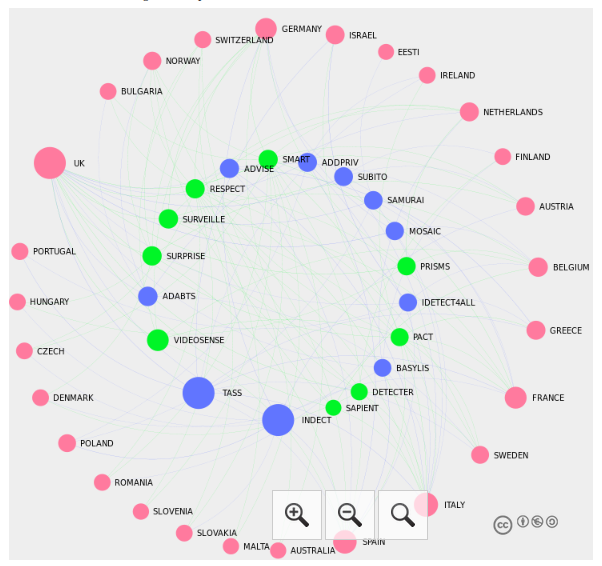 GERMANY
SWITZERLAND
ISRAEL
EESTI
NORWAY
IRELAND
BULGARIA
NETHERLANDS
UK
SMART
ADDPRIV
FINLAND
ADVISE
SUBITO
RESPECT
SAMURAI
AUSTRIA
SURVEILLE
MOSAIC
PORTUGAL
SURPRISE
PRISMS
BELGIUM
HUNGARY
ADABTS
IDETECT4ALL
GREECE
CZECH
VIDEOSENSE
PACT
DENMARK
TASS
BASYLIS
FRANCE
DETECTER
SAPIENT
INDECT
POLAND
SWEDEN
ROMANIA
ITALY
SLOVENIA
SLOVAKIA
MALTA
AUSTRALIA
SPAIN
cc